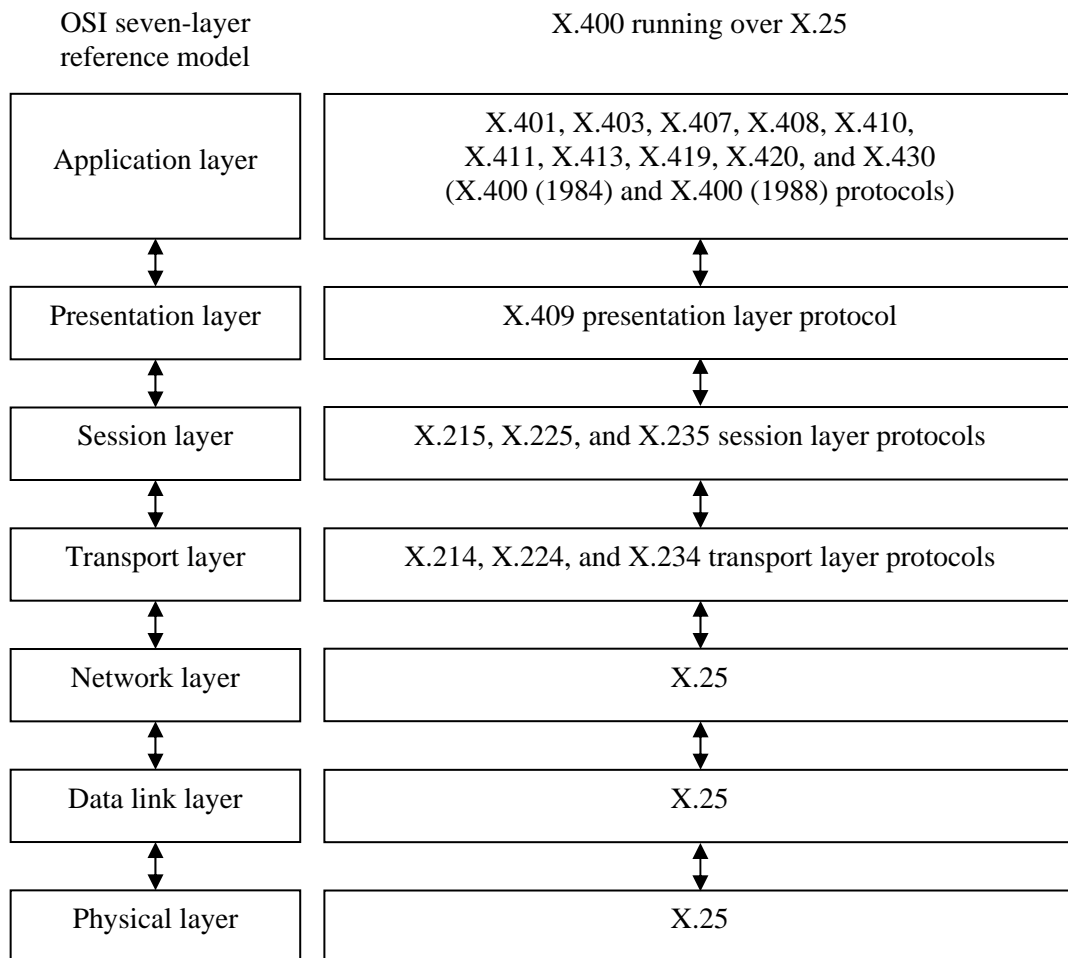 OSI seven-layer
reference model
X.400 running over X.25
Application layer
X.401, X.403, X.407, X.408, X.410,
X.411, X.413, X.419, X.420, and X.430
(X.400 (1984) and X.400 (1988) protocols)
Presentation layer
X.409 presentation layer protocol
Session layer
X.215, X.225, and X.235 session layer protocols
Transport layer
X.214, X.224, and X.234 transport layer protocols
Network layer
X.25
Data link layer
X.25
Physical layer
X.25